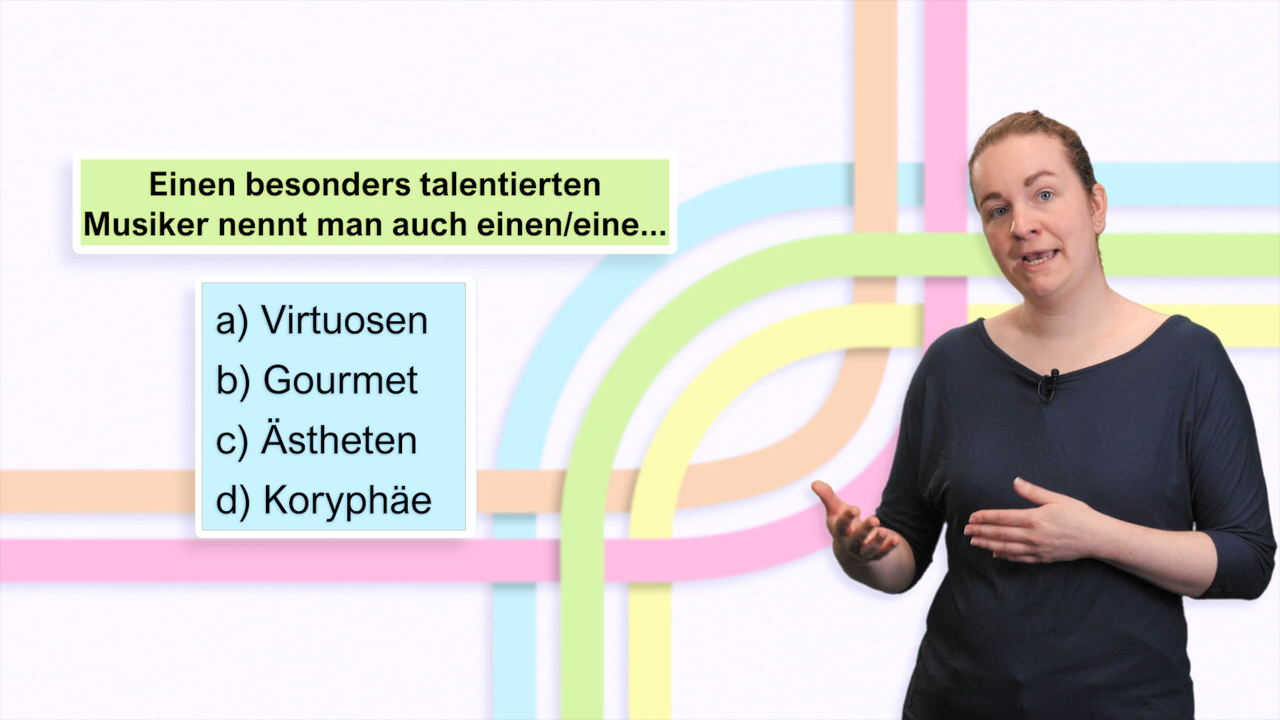 Einen besonders talentierten
Musiker nennt man auch einen/eine...
a) Virtuosen
b) Gourmet
c) Ästheten
d) Koryphäe